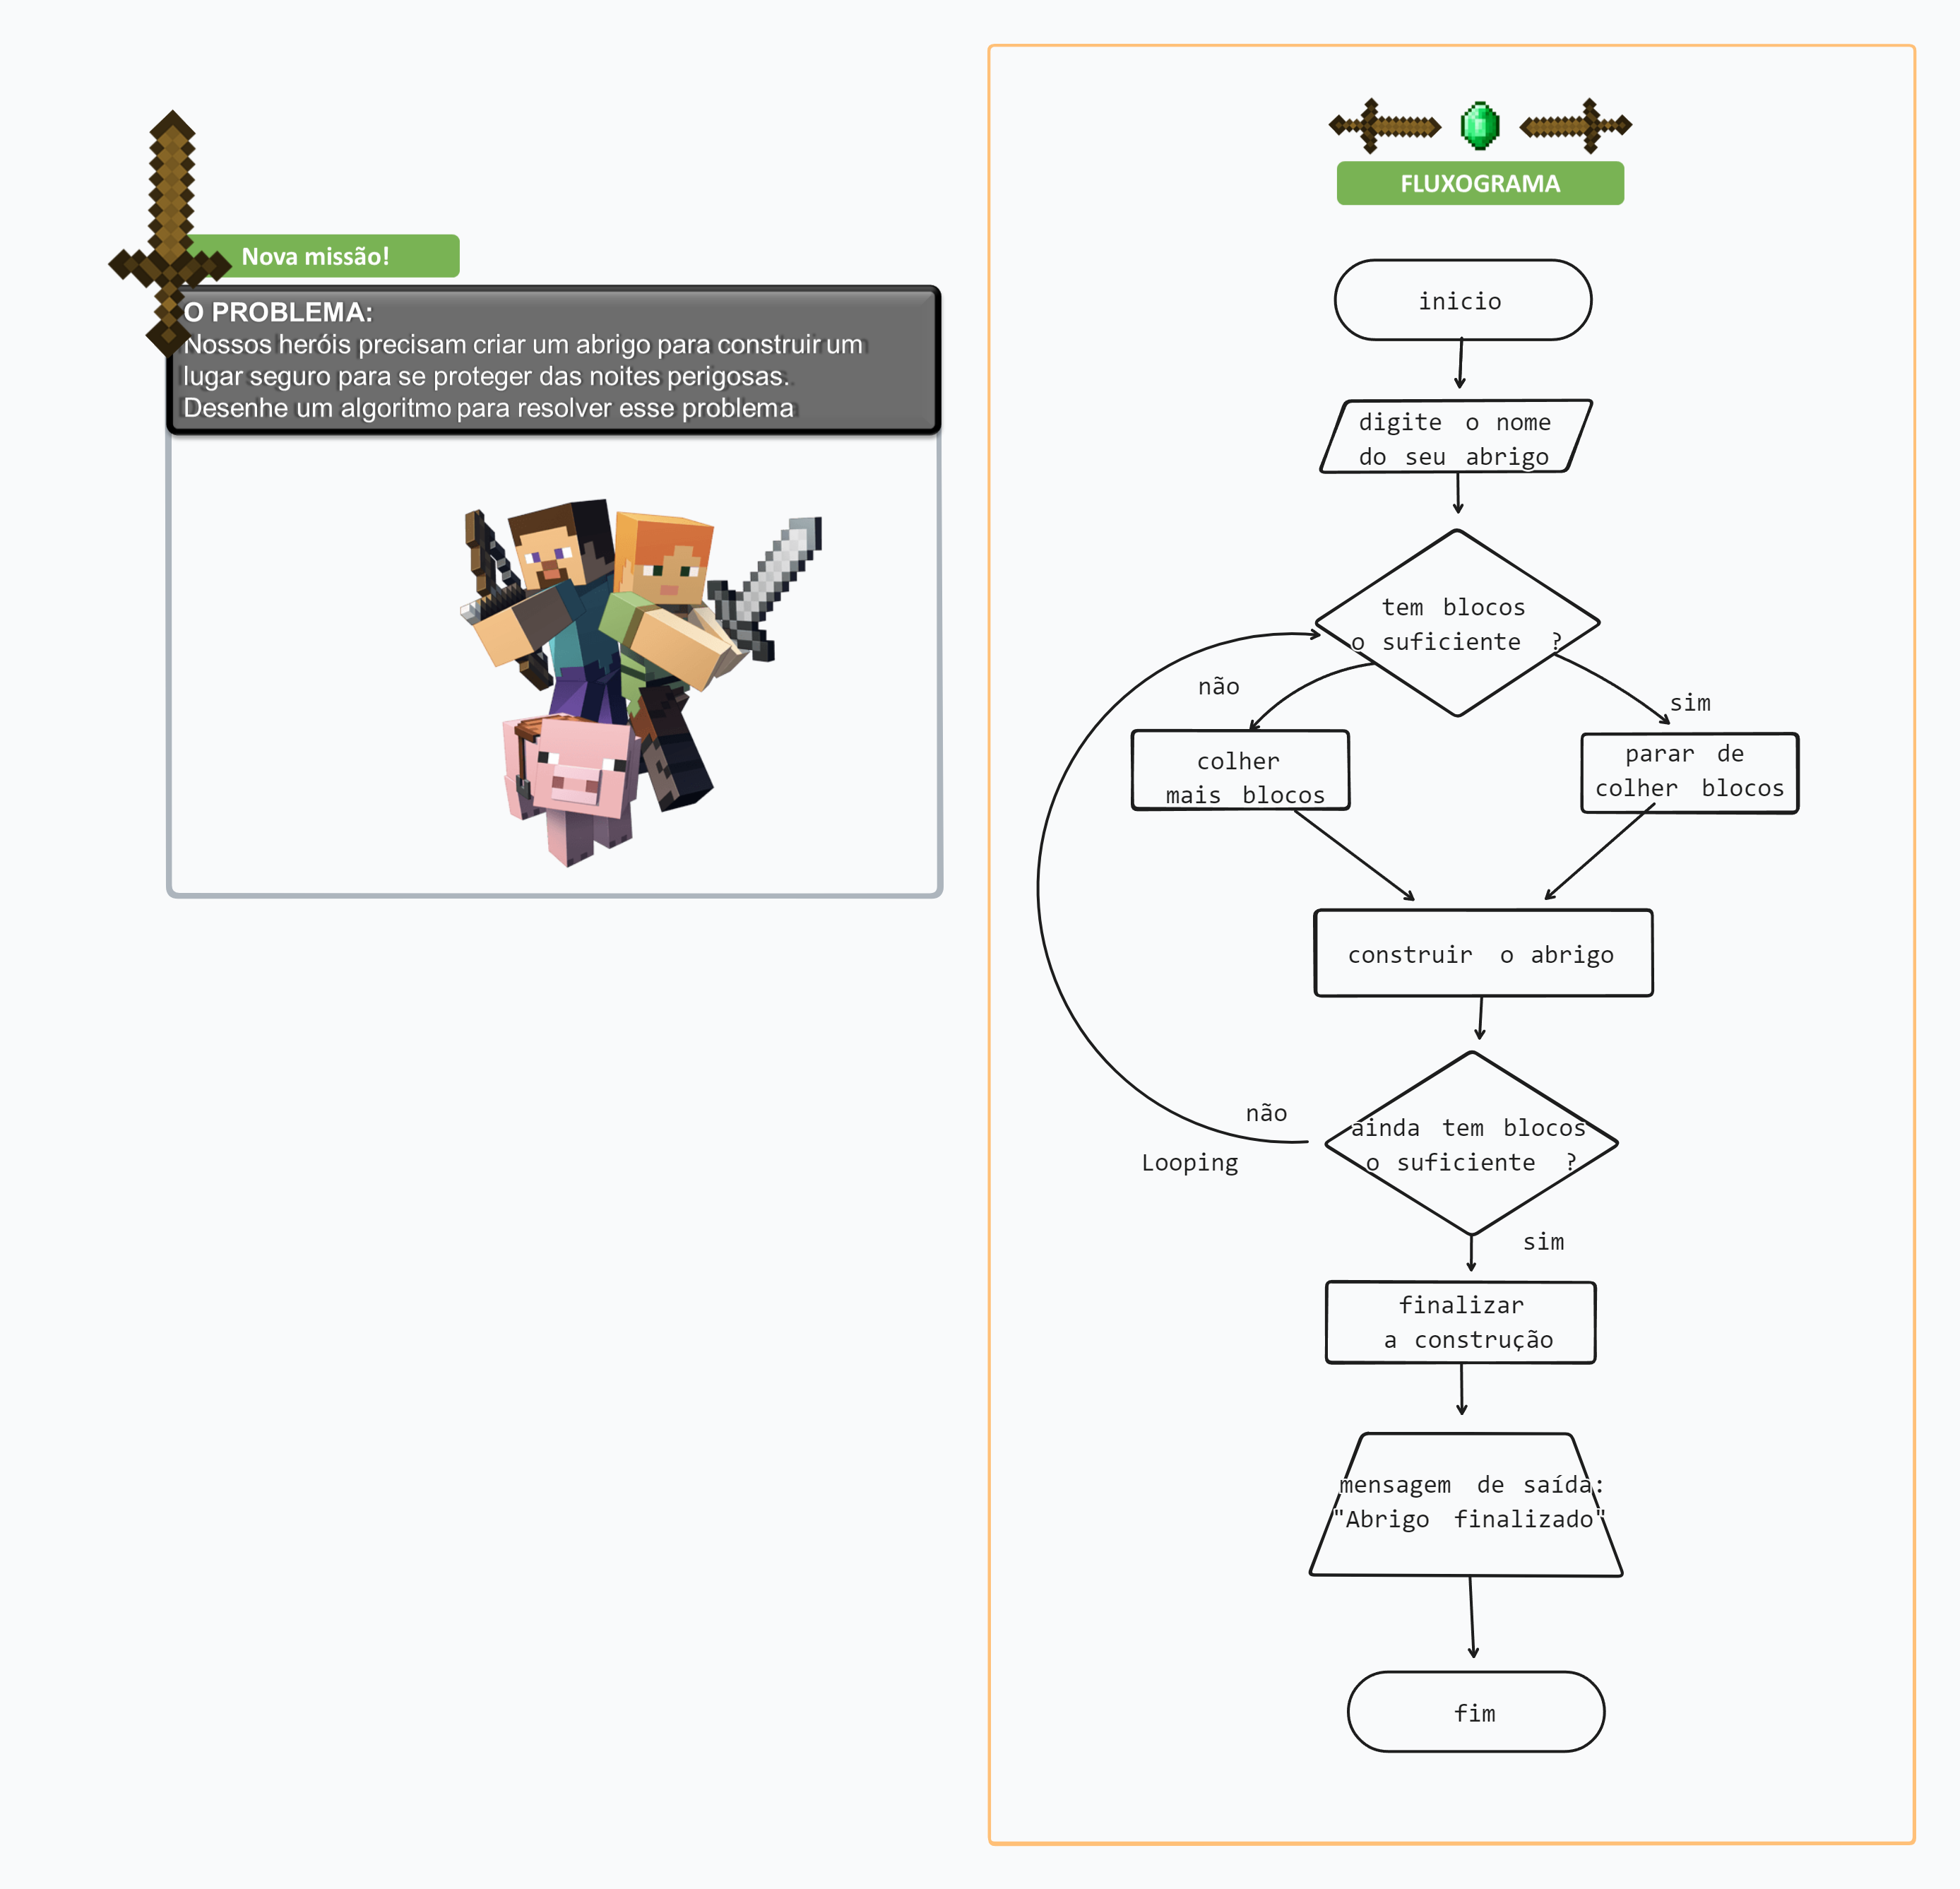 Nova missão!
O PROBLEMA:
Nossos heróis precisam criar um abrigo para construir um
lugar seguro para se proteger das noites perigosas.
Desenhe um algoritmo para resolver esse problema
FLUXOGRAMA
inicio
digite o nome
do seu abrigo
tem blocos
o suficiente ?
não
sim
colher
mais blocos
parar de
colher blocos
construir o abrigo
não
ainda tem blocos
o suficiente ?
Looping
sim
finalizar
a construção
mensagem de saída:
"Abrigo finalizado"
fim